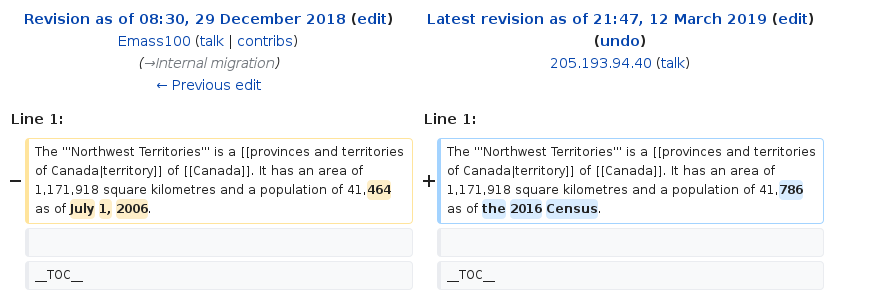 Revision as of 08:30, 29 December 2018 (edit)
Emass100 (talk | contribs)
(→Internal migration)
← Previous edit
Latest revision as of 21:47, 12 March 2019 (edit)
(undo)
205.193.94.40 (talk)
Line 1:
Line 1:
−
The '''Northwest Territories''' is a [[provinces and territories
of Canada|territory]] of [[Canada]]. It has an area of
1,171,918 square kilometres and a population of 41,464
as of July 1, 2006.
+
The '''Northwest Territories''' is a [[provinces and territories
of Canada|territory]] of [[Canada]]. It has an area of
1,171,918 square kilometres and a population of 41,786
as of the 2016 Census.
__TOC__
__TOC__